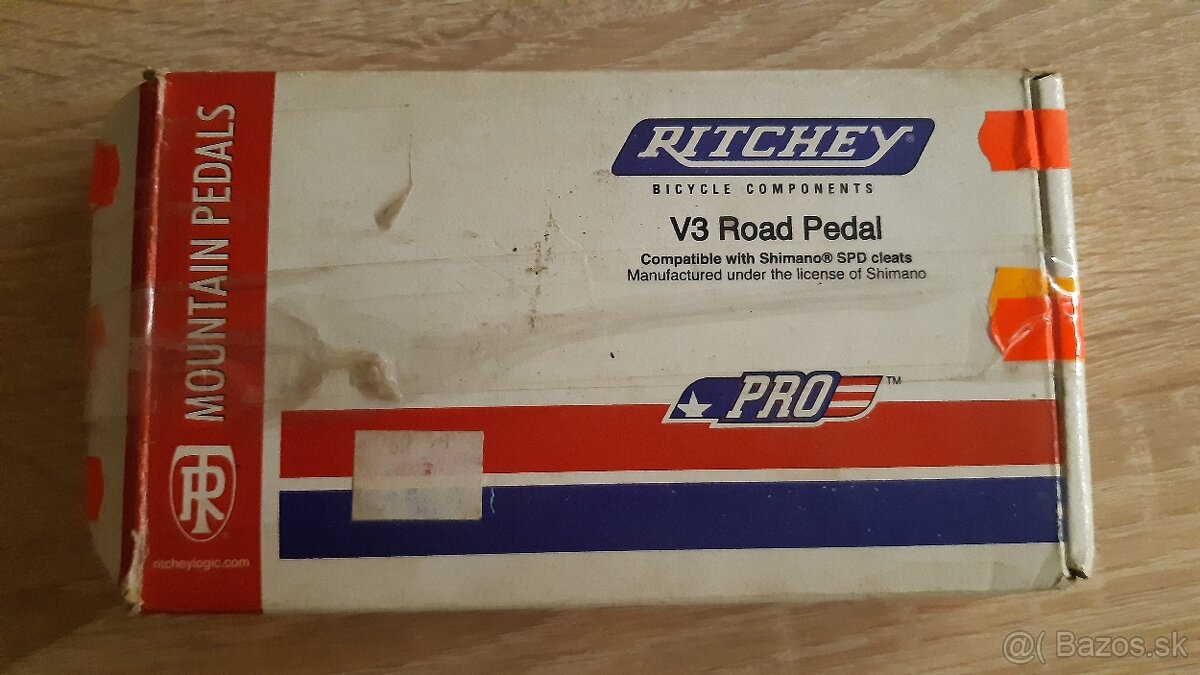 MOUNTAIN PEDALS
ritcheylogic.com
RITCHEY®
BICYCLE COMPONENTS
V3 Road Pedal
Compatible with Shimano® SPD cleats
Manufactured under the license of Shimano
PRO™
@( Bazos.sk